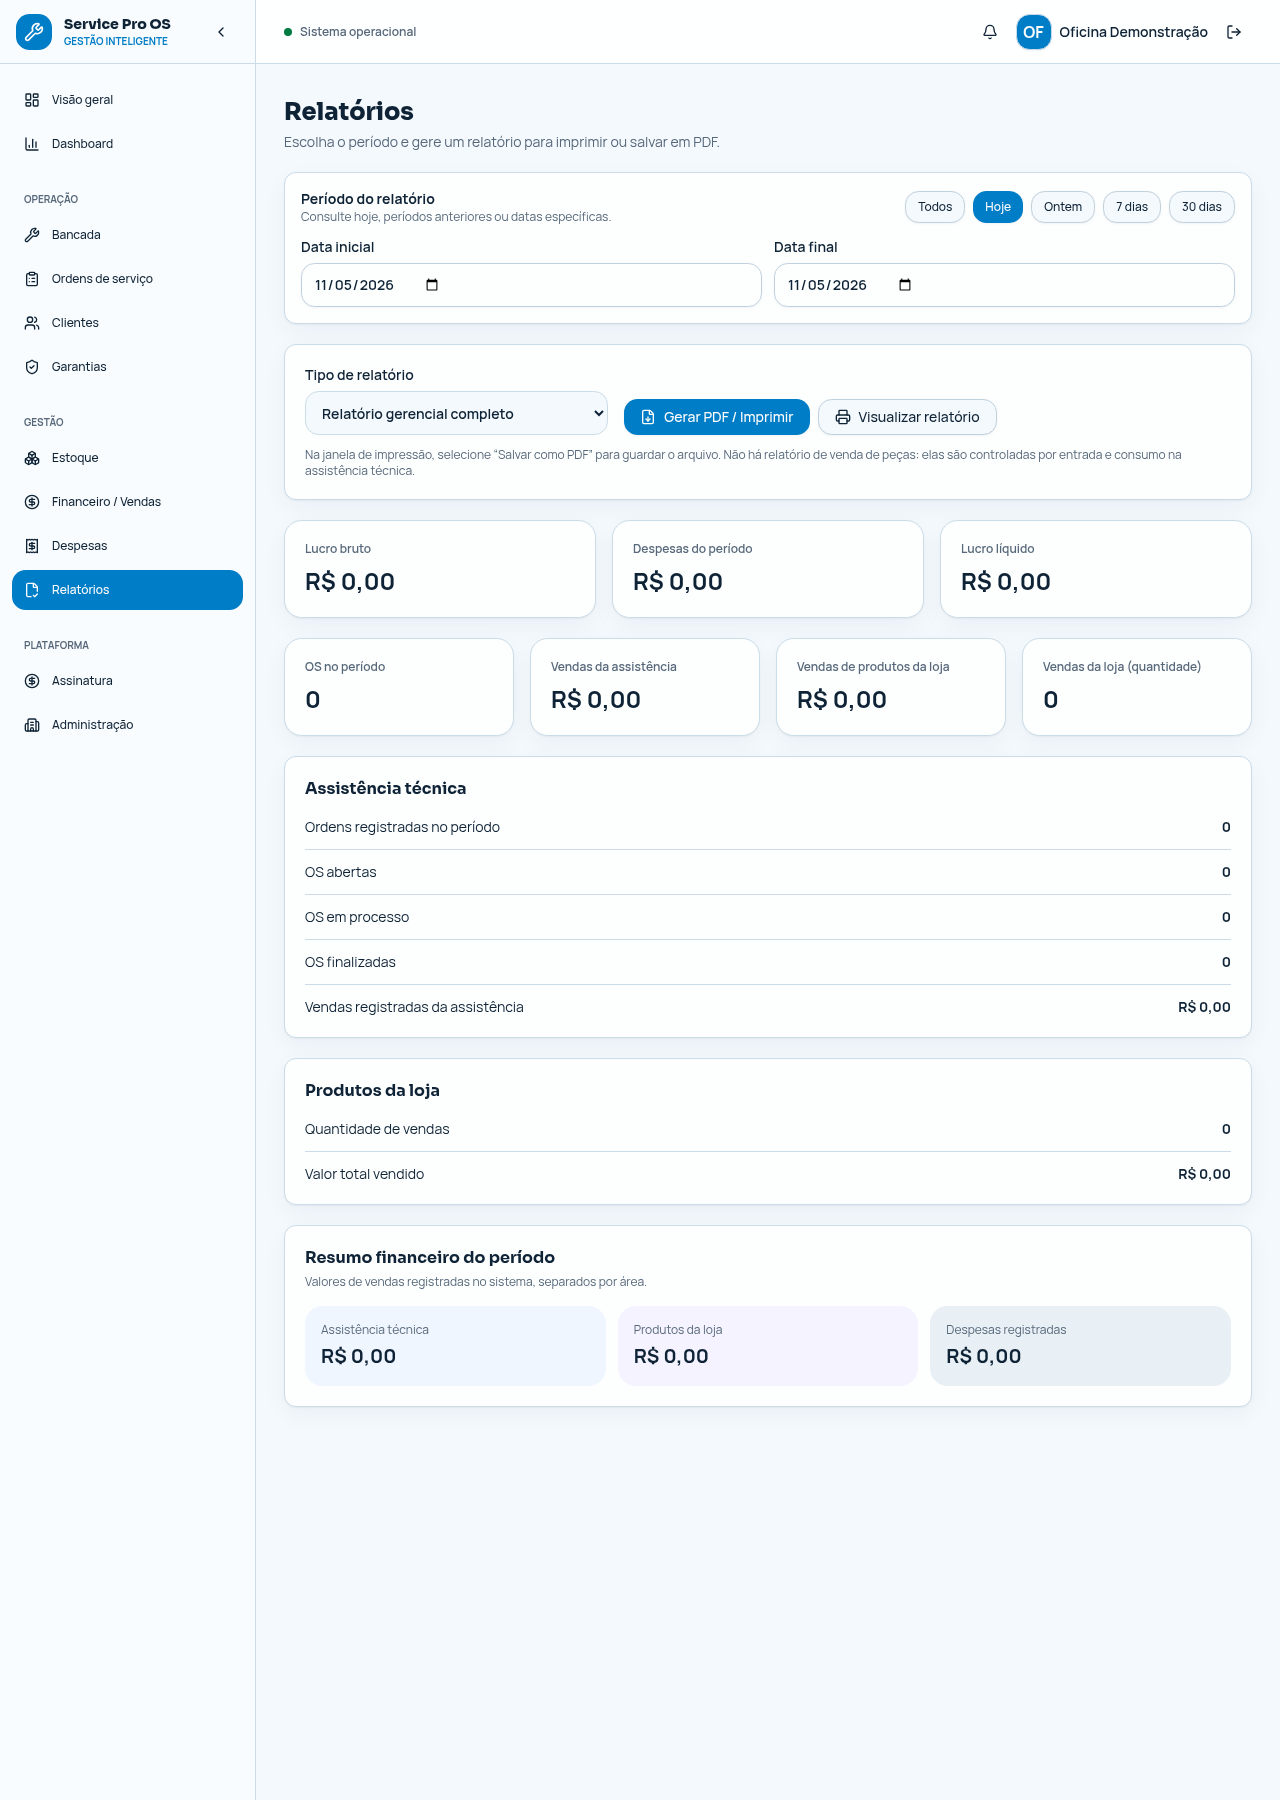 Service Pro OS
GESTÃO INTELIGENTE
Visão geral
Dashboard
OPERAÇÃO
Bancada
Ordens de serviço
Clientes
Garantias
GESTÃO
Estoque
Financeiro / Vendas
Despesas
Relatórios
PLATAFORMA
Assinatura
Administração
Sistema operacional
OF
Oficina Demonstração
Relatórios
Escolha o período e gere um relatório para imprimir ou salvar em PDF.
Período do relatório
Consulte hoje, períodos anteriores ou datas específicas.
Todos
Hoje
Ontem
7 dias
30 dias
Data inicial
11/05/2026
Data final
11/05/2026
Tipo de relatório
Relatório gerencial completo
Gerar PDF / Imprimir
Visualizar relatório
Na janela de impressão, selecione “Salvar como PDF” para guardar o arquivo. Não há relatório de venda de peças: elas são controladas por entrada e consumo na
assistência técnica.
Lucro bruto
R$ 0,00
Despesas do período
R$ 0,00
Lucro líquido
R$ 0,00
OS no período
0
Vendas da assistência
R$ 0,00
Vendas de produtos da loja
R$ 0,00
Vendas da loja (quantidade)
0
Assistência técnica
Ordens registradas no período 0
OS abertas 0
OS em processo 0
OS finalizadas 0
Vendas registradas da assistência R$ 0,00
Produtos da loja
Quantidade de vendas 0
Valor total vendido R$ 0,00
Resumo financeiro do período
Valores de vendas registradas no sistema, separados por área.
Assistência técnica
R$ 0,00
Produtos da loja
R$ 0,00
Despesas registradas
R$ 0,00